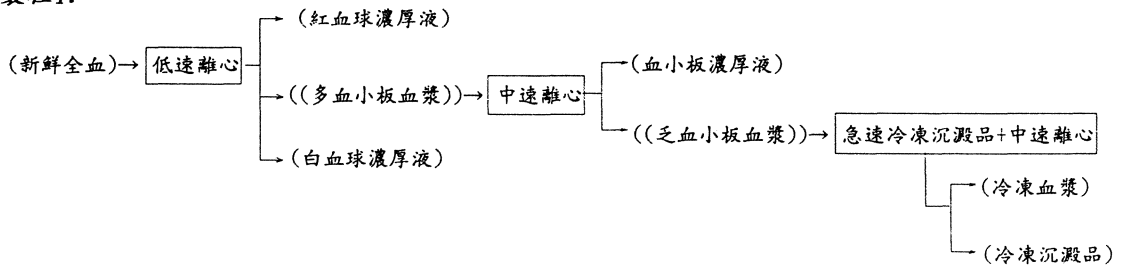 (紅血球濃厚液)
(新鮮全血)→ 低速離心
((多血小板血漿))→ 中速離心
(血小板濃厚液)
((乏血小板血漿))→ 急速冷凍沉澱品+中速離心
(白血球濃厚液)
(冷凍血漿)
(冷凍沉澱品)